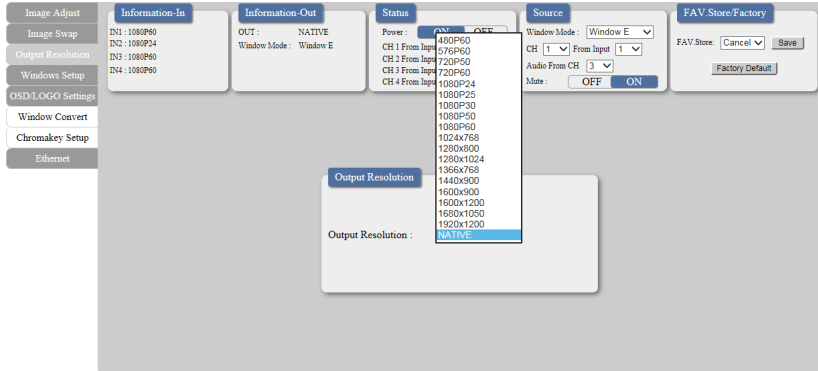 Image Adjust
Image Swap
Output Resolution
Windows Setup
OSD/LOGO Settings
Window Convert
Chromakey Setup
Ethernet
Information-In
IN1 : 1080P60
IN2 : 1080P24
IN3 : 1080P60
IN4 : 1080P60
Information-Out
OUT : NATIVE
Window Mode : Window E
Status
Power : ON OFF
CH 1 From Inpu
CH 2 From Inpu
CH 3 From Inpu
CH 4 From Inpu
Source
Window Mode : Window E
CH 1 From Input 1
Audio From CH 3
Mute : OFF ON
FAV.Store/Factory
FAV.Store: Cancel Save
Factory Default
Output Resolution
Output Resolution :
480P60
576P60
720P50
720P60
1080P24
1080P25
1080P30
1080P50
1080P60
1024x768
1280x800
1280x1024
1366x768
1440x900
1600x900
1600x1200
1680x1050
1920x1200
NATIVE